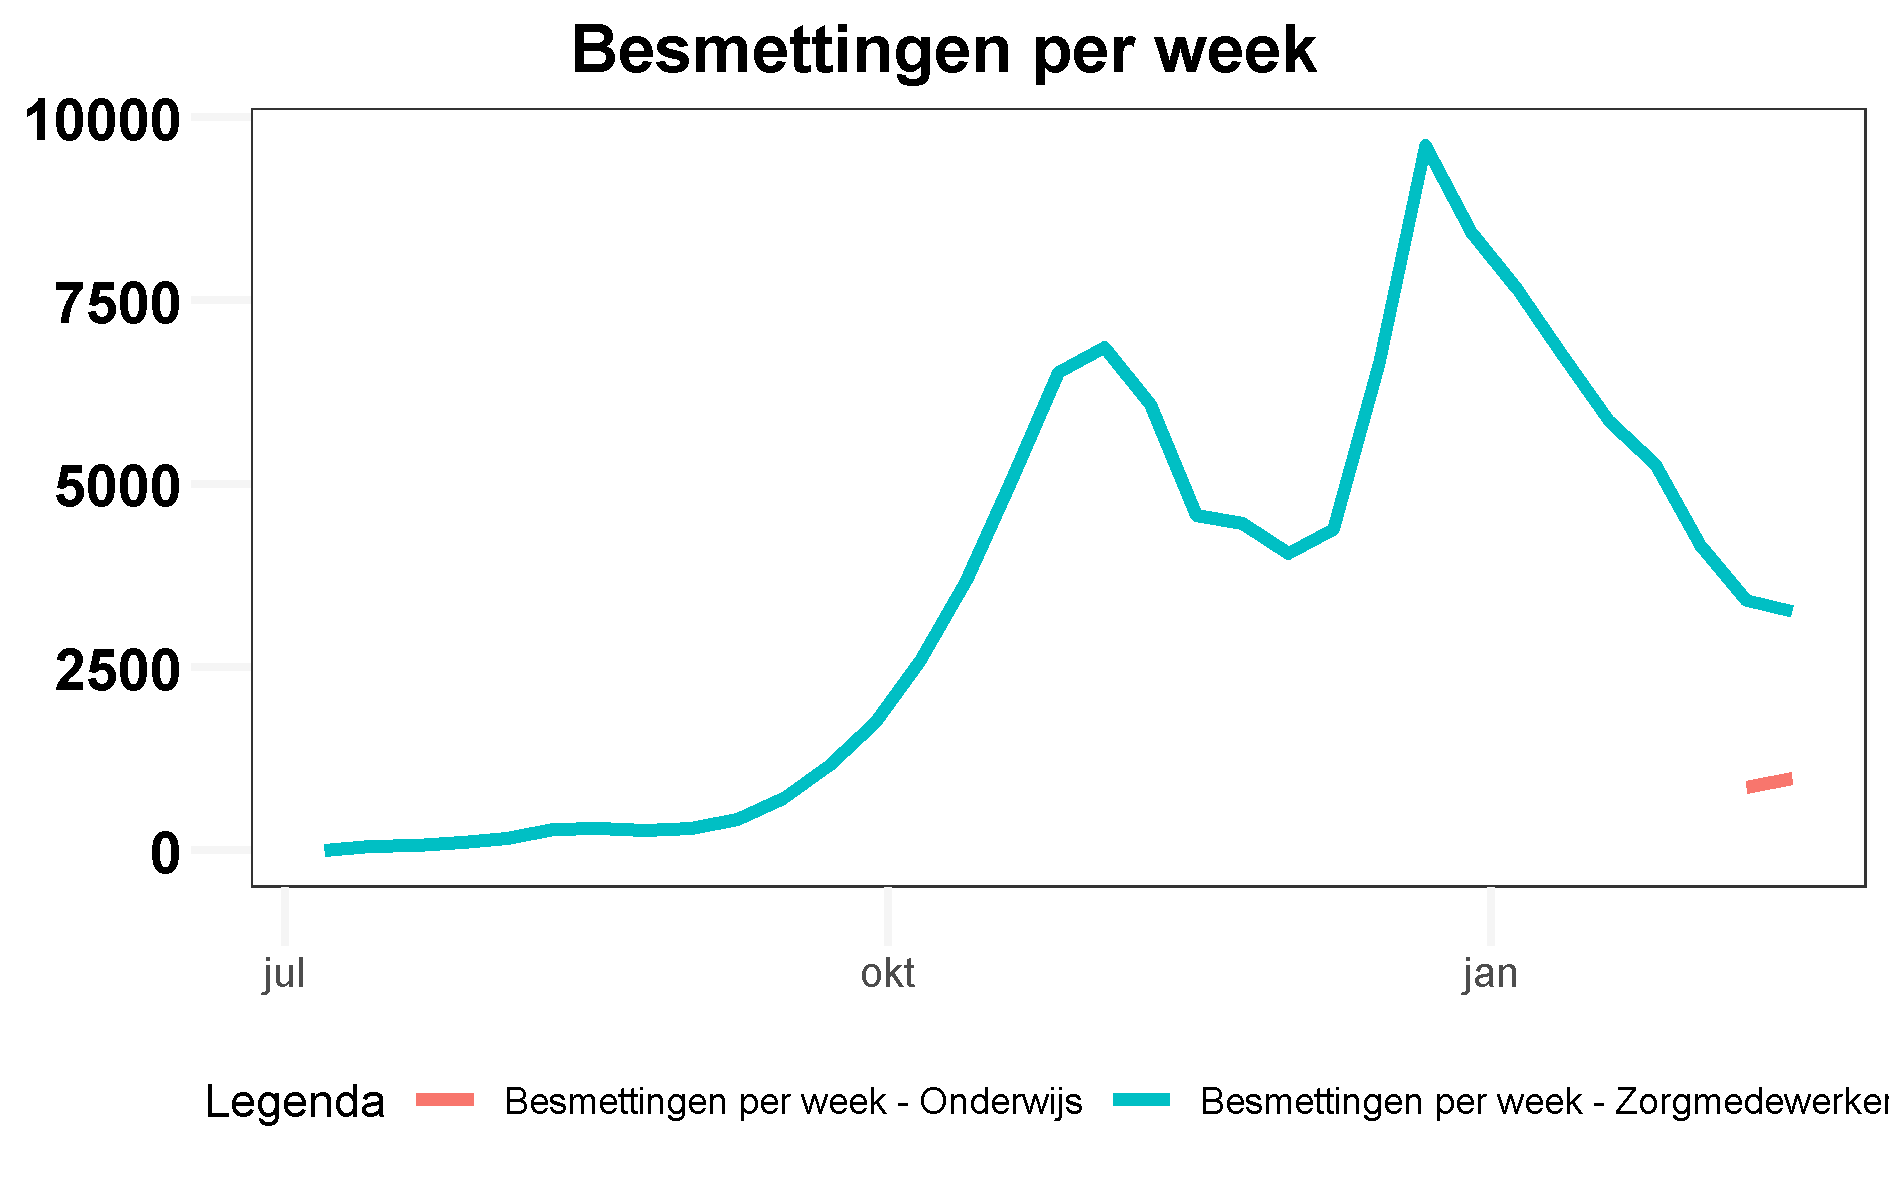 Besmettingen per week
10000
7500
5000
2500
0
jul okt jan
Legenda Besmettingen per week - Onderwijs Besmettingen per week - Zorgmedewerker